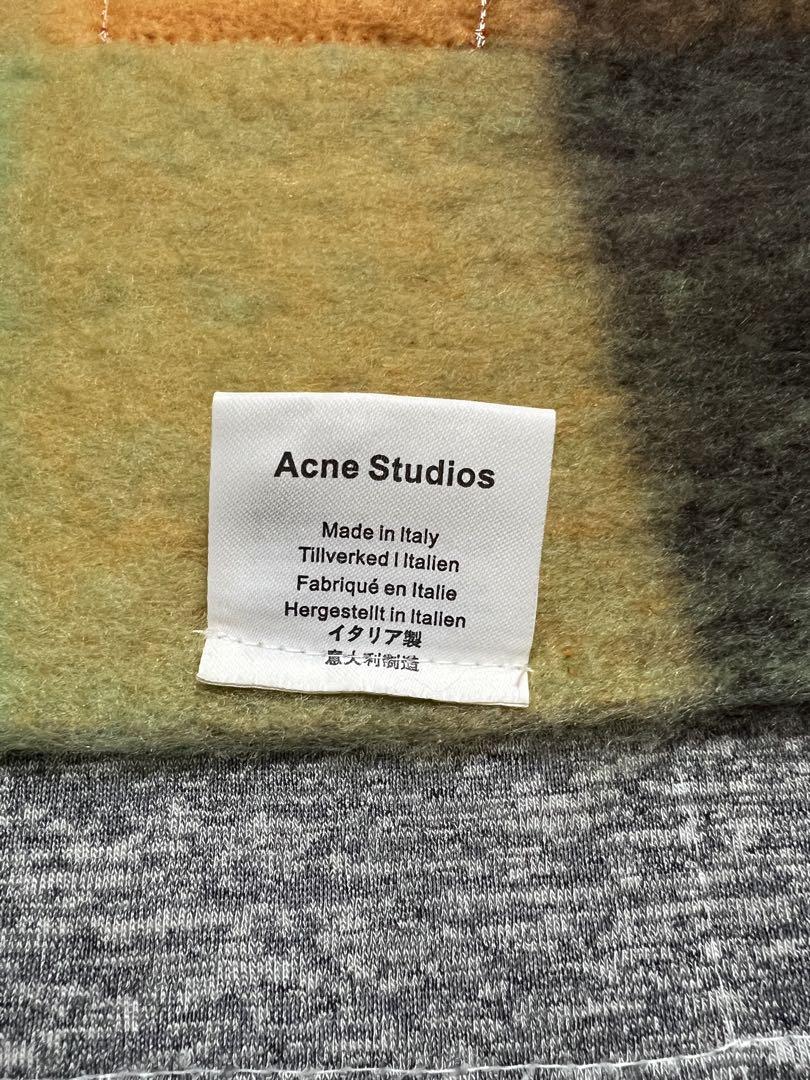 Acne Studios
Made in Italy
Tillverked I Italien
Fabriqué en Italie
Hergestellt in Italien
イタリア製
意大利制造